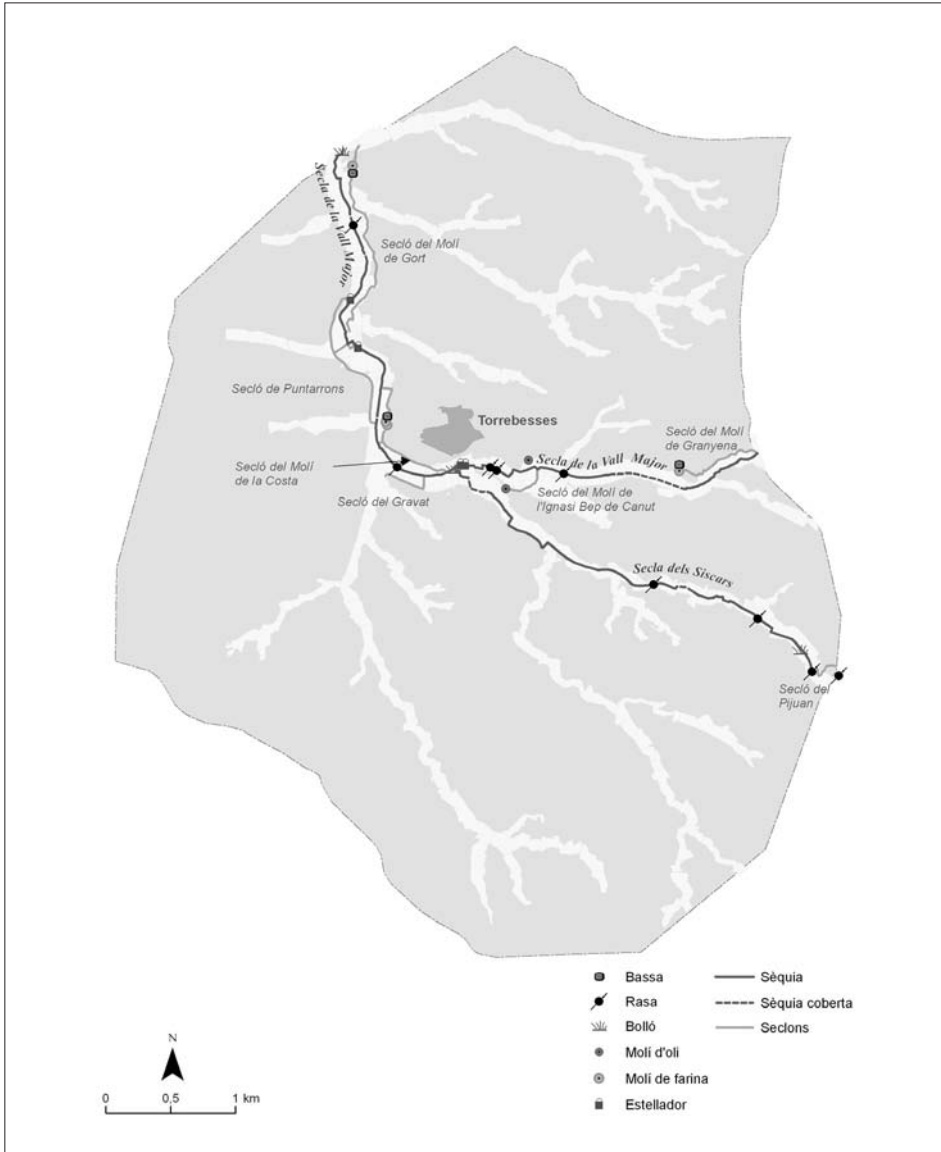 Secla de la Vall Major
Secló del Molí
de Gort
Secló de Puntarrons
Torrebesses
Secló del Molí
de Granyena
Secla de la Vall Major
Secló del Molí
de la Costa
Secló del Gravat
Secló del Molí de
l'Ignasi Bep de Canut
Secla dels Siscars
Secló del
Pijuan
Bassa
Rasa
Bolló
Molí d'oli
Molí de farina
Estellador
Sèquia
Sèquia coberta
Seclons
N
0 0,5 1 km